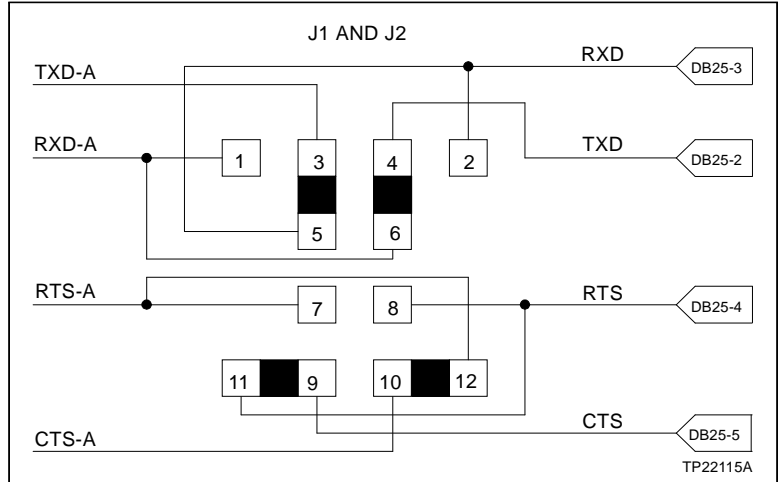 J1 AND J2
TXD-A
RXD
DB25-3
RXD-A
1
3
4
2
TXD
DB25-2
5
6
RTS-A
7
8
RTS
DB25-4
11
9
10
12
CTS-A
CTS
DB25-5
TP22115A